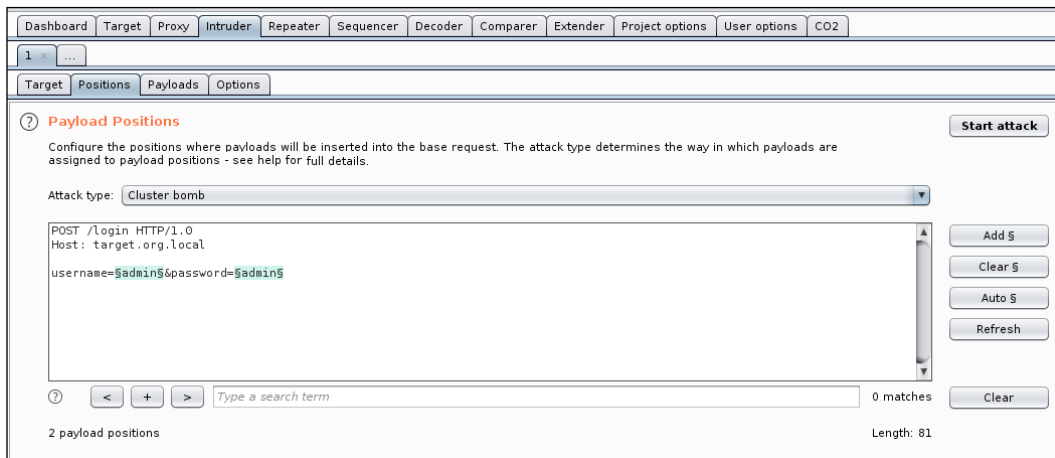 Dashboard Target Proxy Intruder Repeater Sequencer Decoder Comparer Extender Project options User options CO2
1 × ...
Target Positions Payloads Options
? Payload Positions
Start attack
Configure the positions where payloads will be inserted into the base request. The attack type determines the way in which payloads are
assigned to payload positions - see help for full details.
Attack type: Cluster bomb
POST /login HTTP/1.0
Host: target.org.local
username=§admin§&password=§admin§
Add §
Clear §
Auto §
Refresh
? < + > Type a search term 0 matches Clear
2 payload positions Length: 81